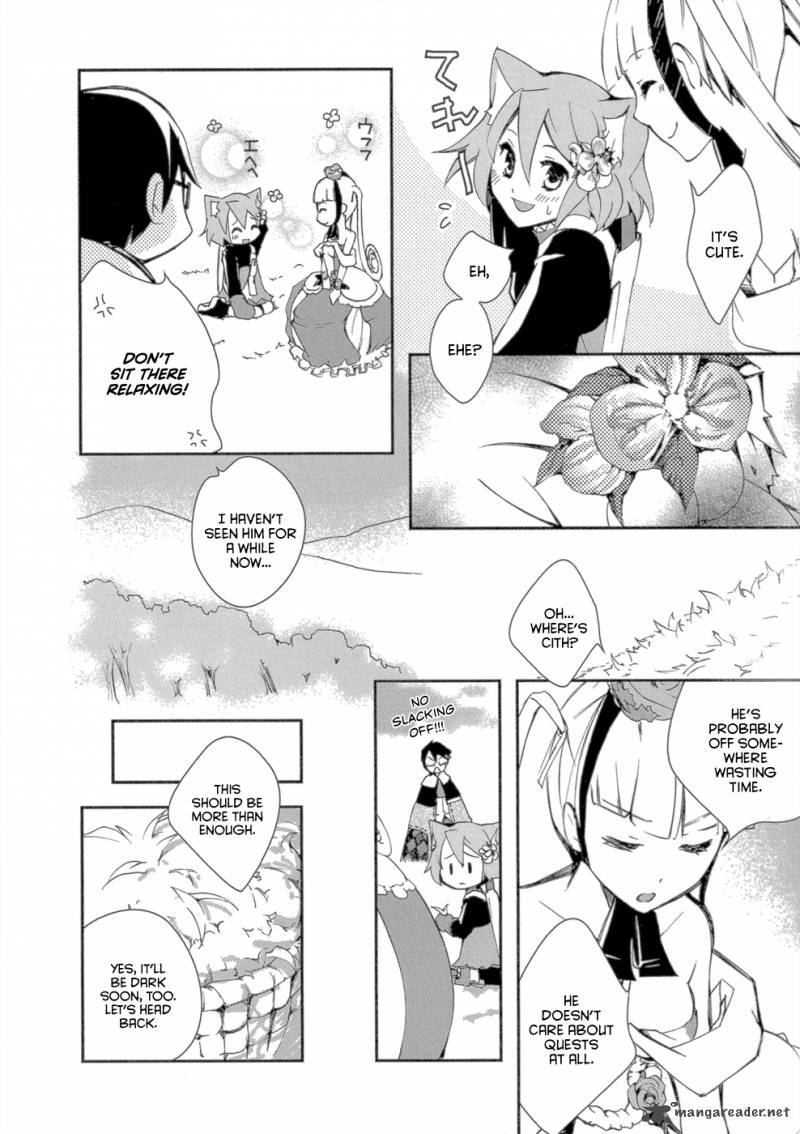 IT'S
CUTE.
てれっ
EH,
EHE?
ウフフ
エヘヘ
DON'T
SIT THERE
RELAXING!
I HAVEN'T
SEEN HIM FOR
A WHILE
NOW...
OH...
WHERE'S
CITH?
HE'S
PROBABLY
OFF SOME-
WHERE
WASTING
TIME.
HE
DOESN'T
CARE ABOUT
QUESTS
AT ALL.
NO
SLACKING
OFF!!!
THIS
SHOULD BE
MORE THAN
ENOUGH.
YES, IT'LL
BE DARK
SOON, TOO.
LET'S HEAD
BACK.
mangareader.net